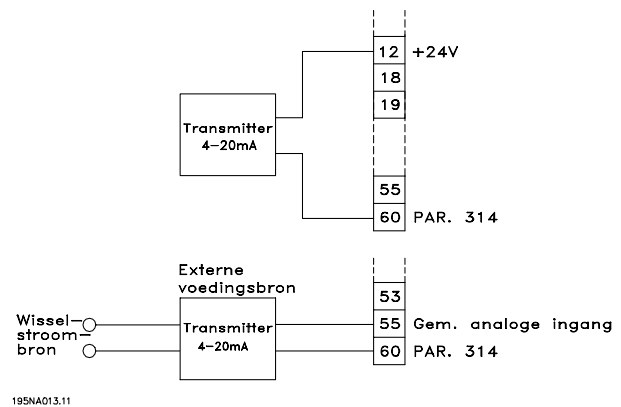 12 +24V
18
19
Transmitter
4-20mA
55
60 PAR. 314
Externe
voedingsbron
53
Wissel-
stroom-
bron
Transmitter
4-20mA
55 Gem. analoge ingang
60 PAR. 314
195NA013.11